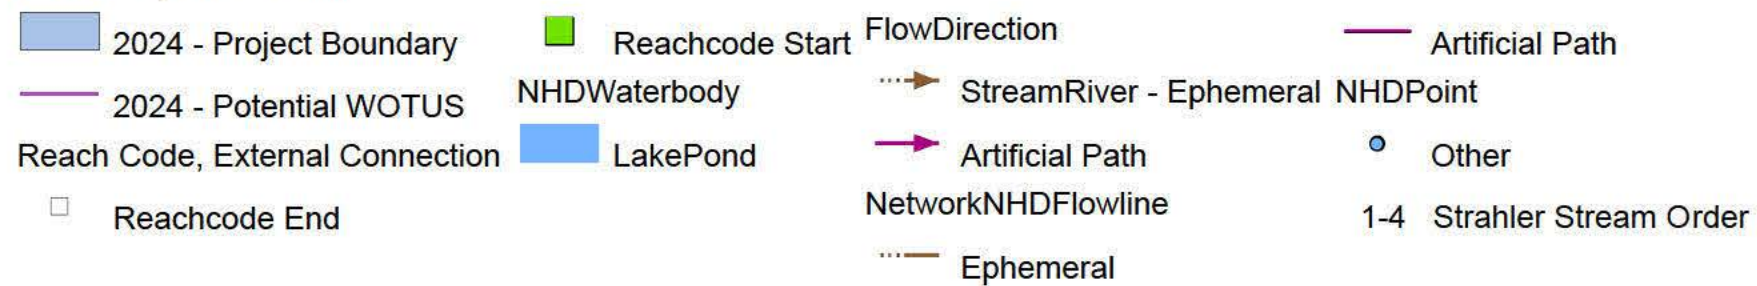 2024 - Project Boundary
2024 - Potential WOTUS
Reach Code, External Connection
Reachcode End
Reachcode Start
NHDWaterbody
LakePond
FlowDirection
StreamRiver - Ephemeral
Artificial Path
NetworkNHDFlowline
Ephemeral
Artificial Path
NHDPoint
Other
1-4 Strahler Stream Order